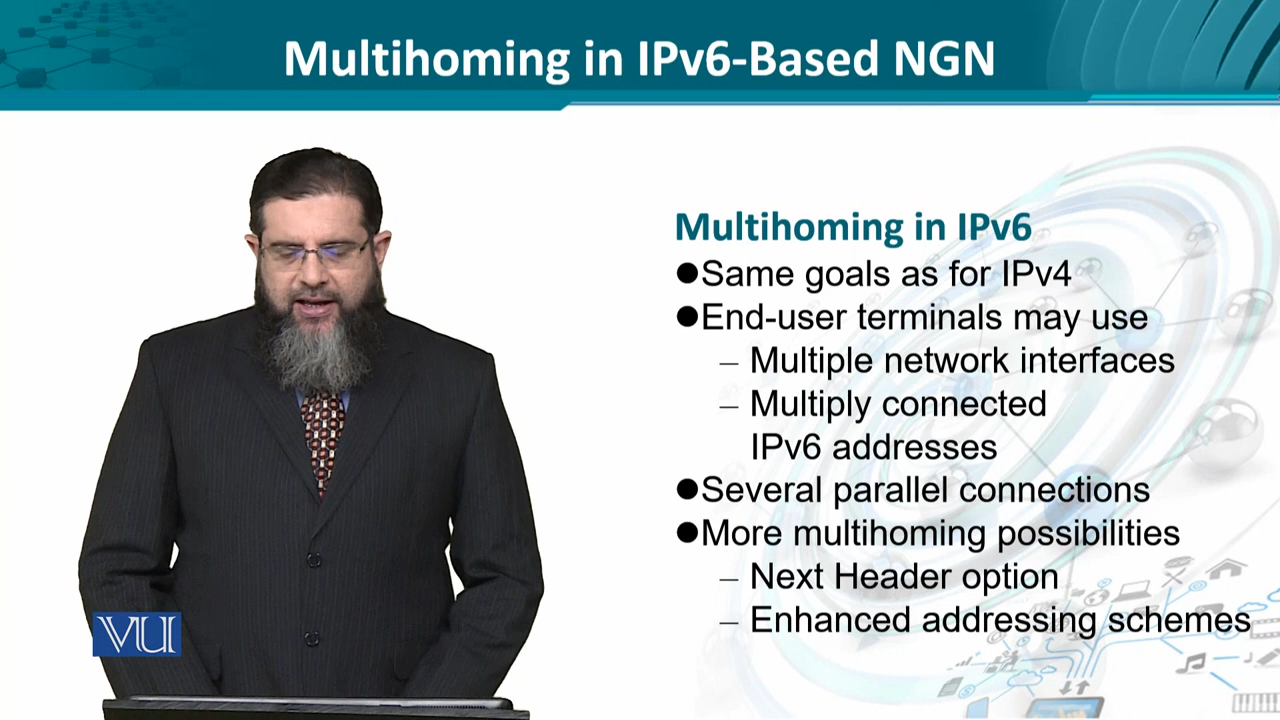 Multihoming in IPv6-Based NGN
Multihoming in IPv6
●Same goals as for IPv4
●End-user terminals may use
– Multiple network interfaces
– Multiply connected
IPv6 addresses
●Several parallel connections
●More multihoming possibilities
– Next Header option
– Enhanced addressing schemes
VU